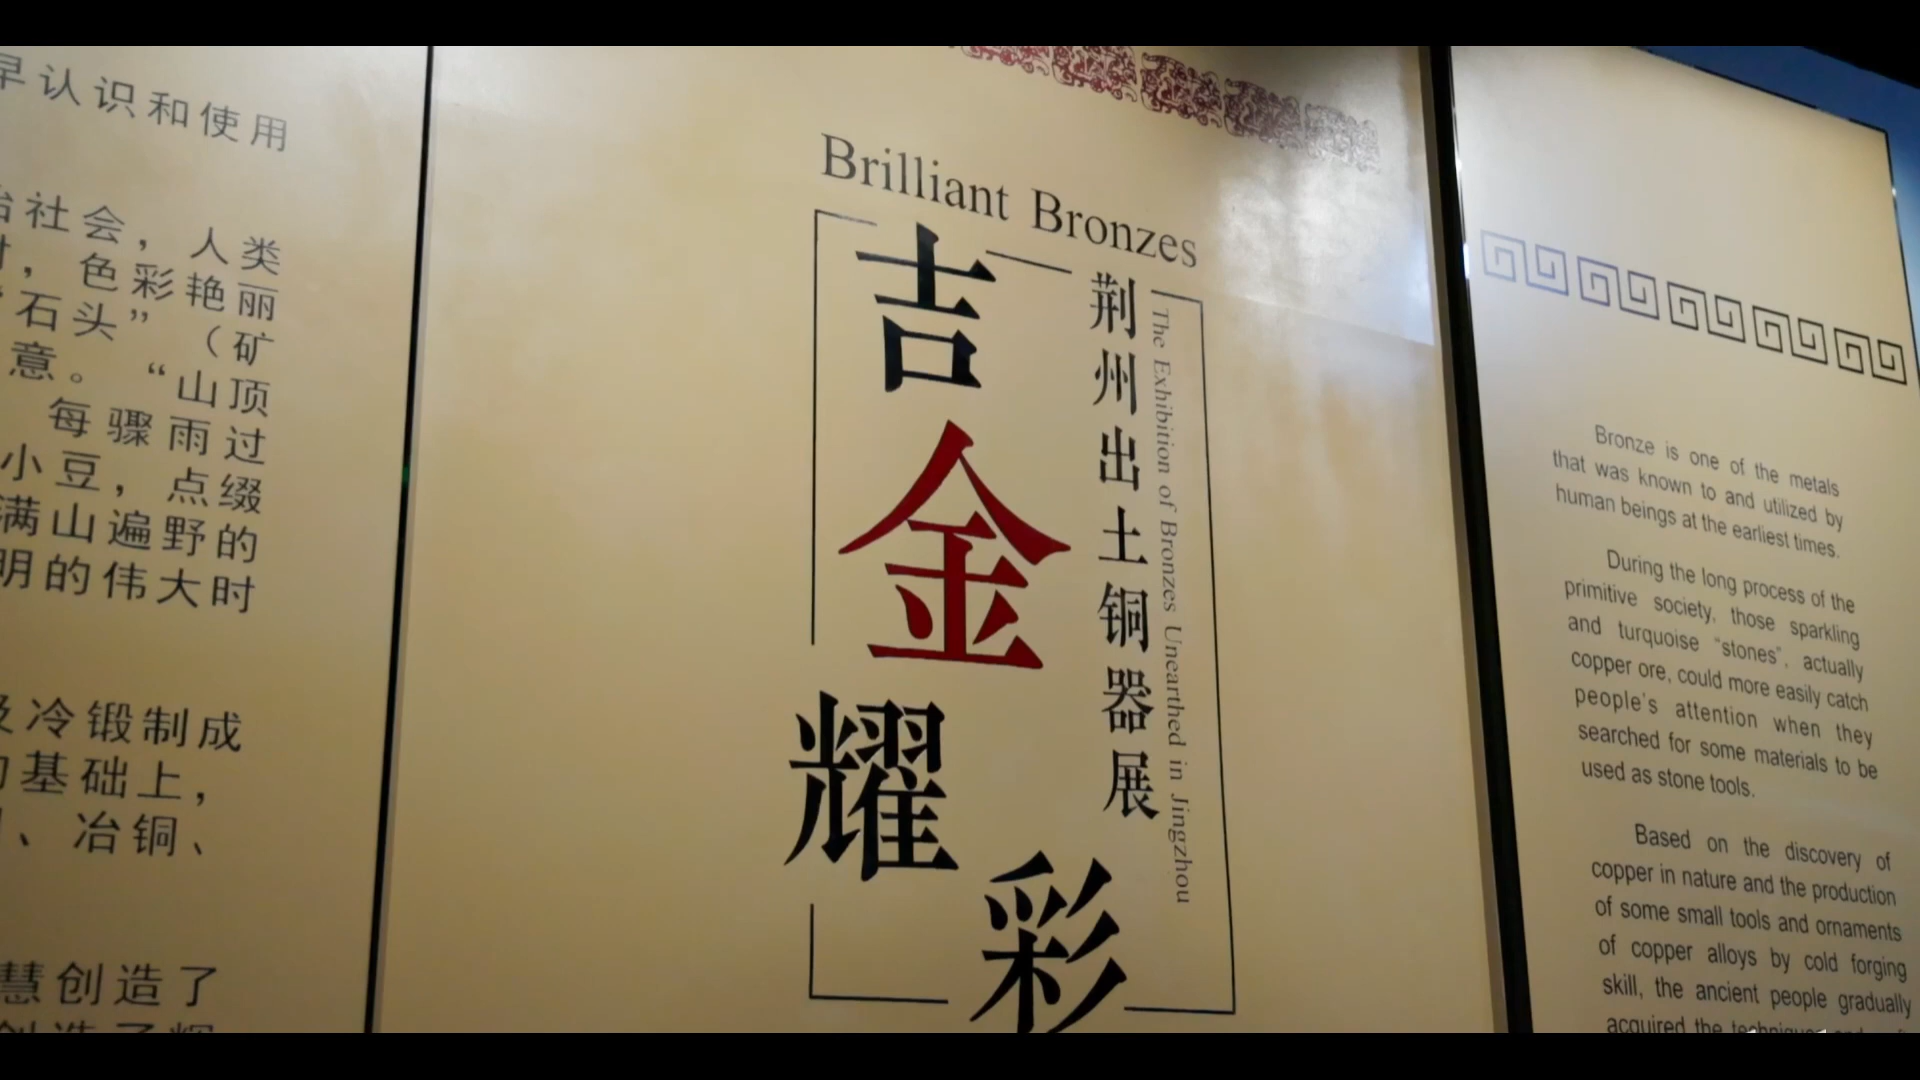 早认识和使用
社会，人类
，色彩艳丽
“石头”（矿
意。“山顶
每骤雨过
小豆，点缀
满山遍野的
明的伟大时
及冷锻制成
基础上，
、冶铜、
慧创造了
Brilliant Bronzes
吉金耀彩
荆州出土铜器展
The Exhibition of Bronzes Unearthed in Jingzhou
Bronze is one of the metals
that was known to and utilized by
human beings at the earliest times.
During the long process of the
primitive society, those sparkling
and turquoise “stones”, actually
copper ore, could more easily catch
people's attention when they
searched for some materials to be
used as stone tools.
Based on the discovery of
copper in nature and the production
of some small tools and ornaments
of copper alloys by cold forging
skill, the ancient people gradually
acquired the